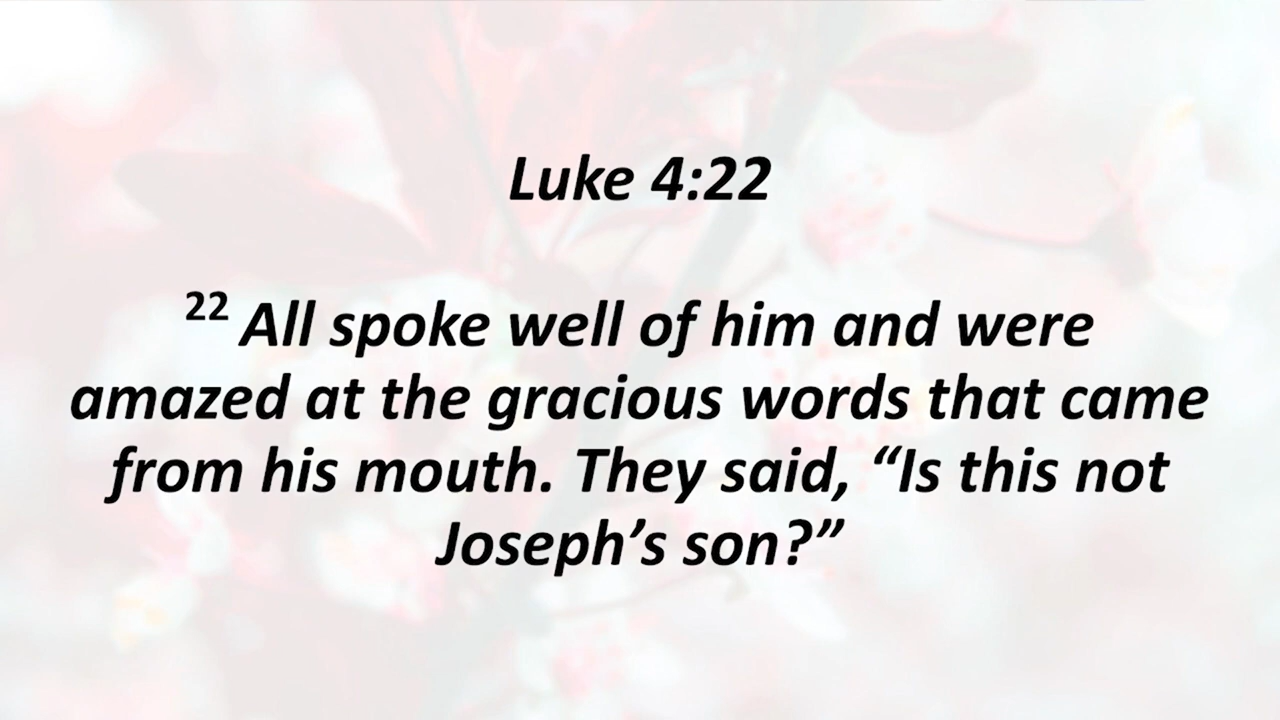 Luke 4:22
22 All spoke well of him and were
amazed at the gracious words that came
from his mouth. They said, “Is this not
Joseph’s son?”